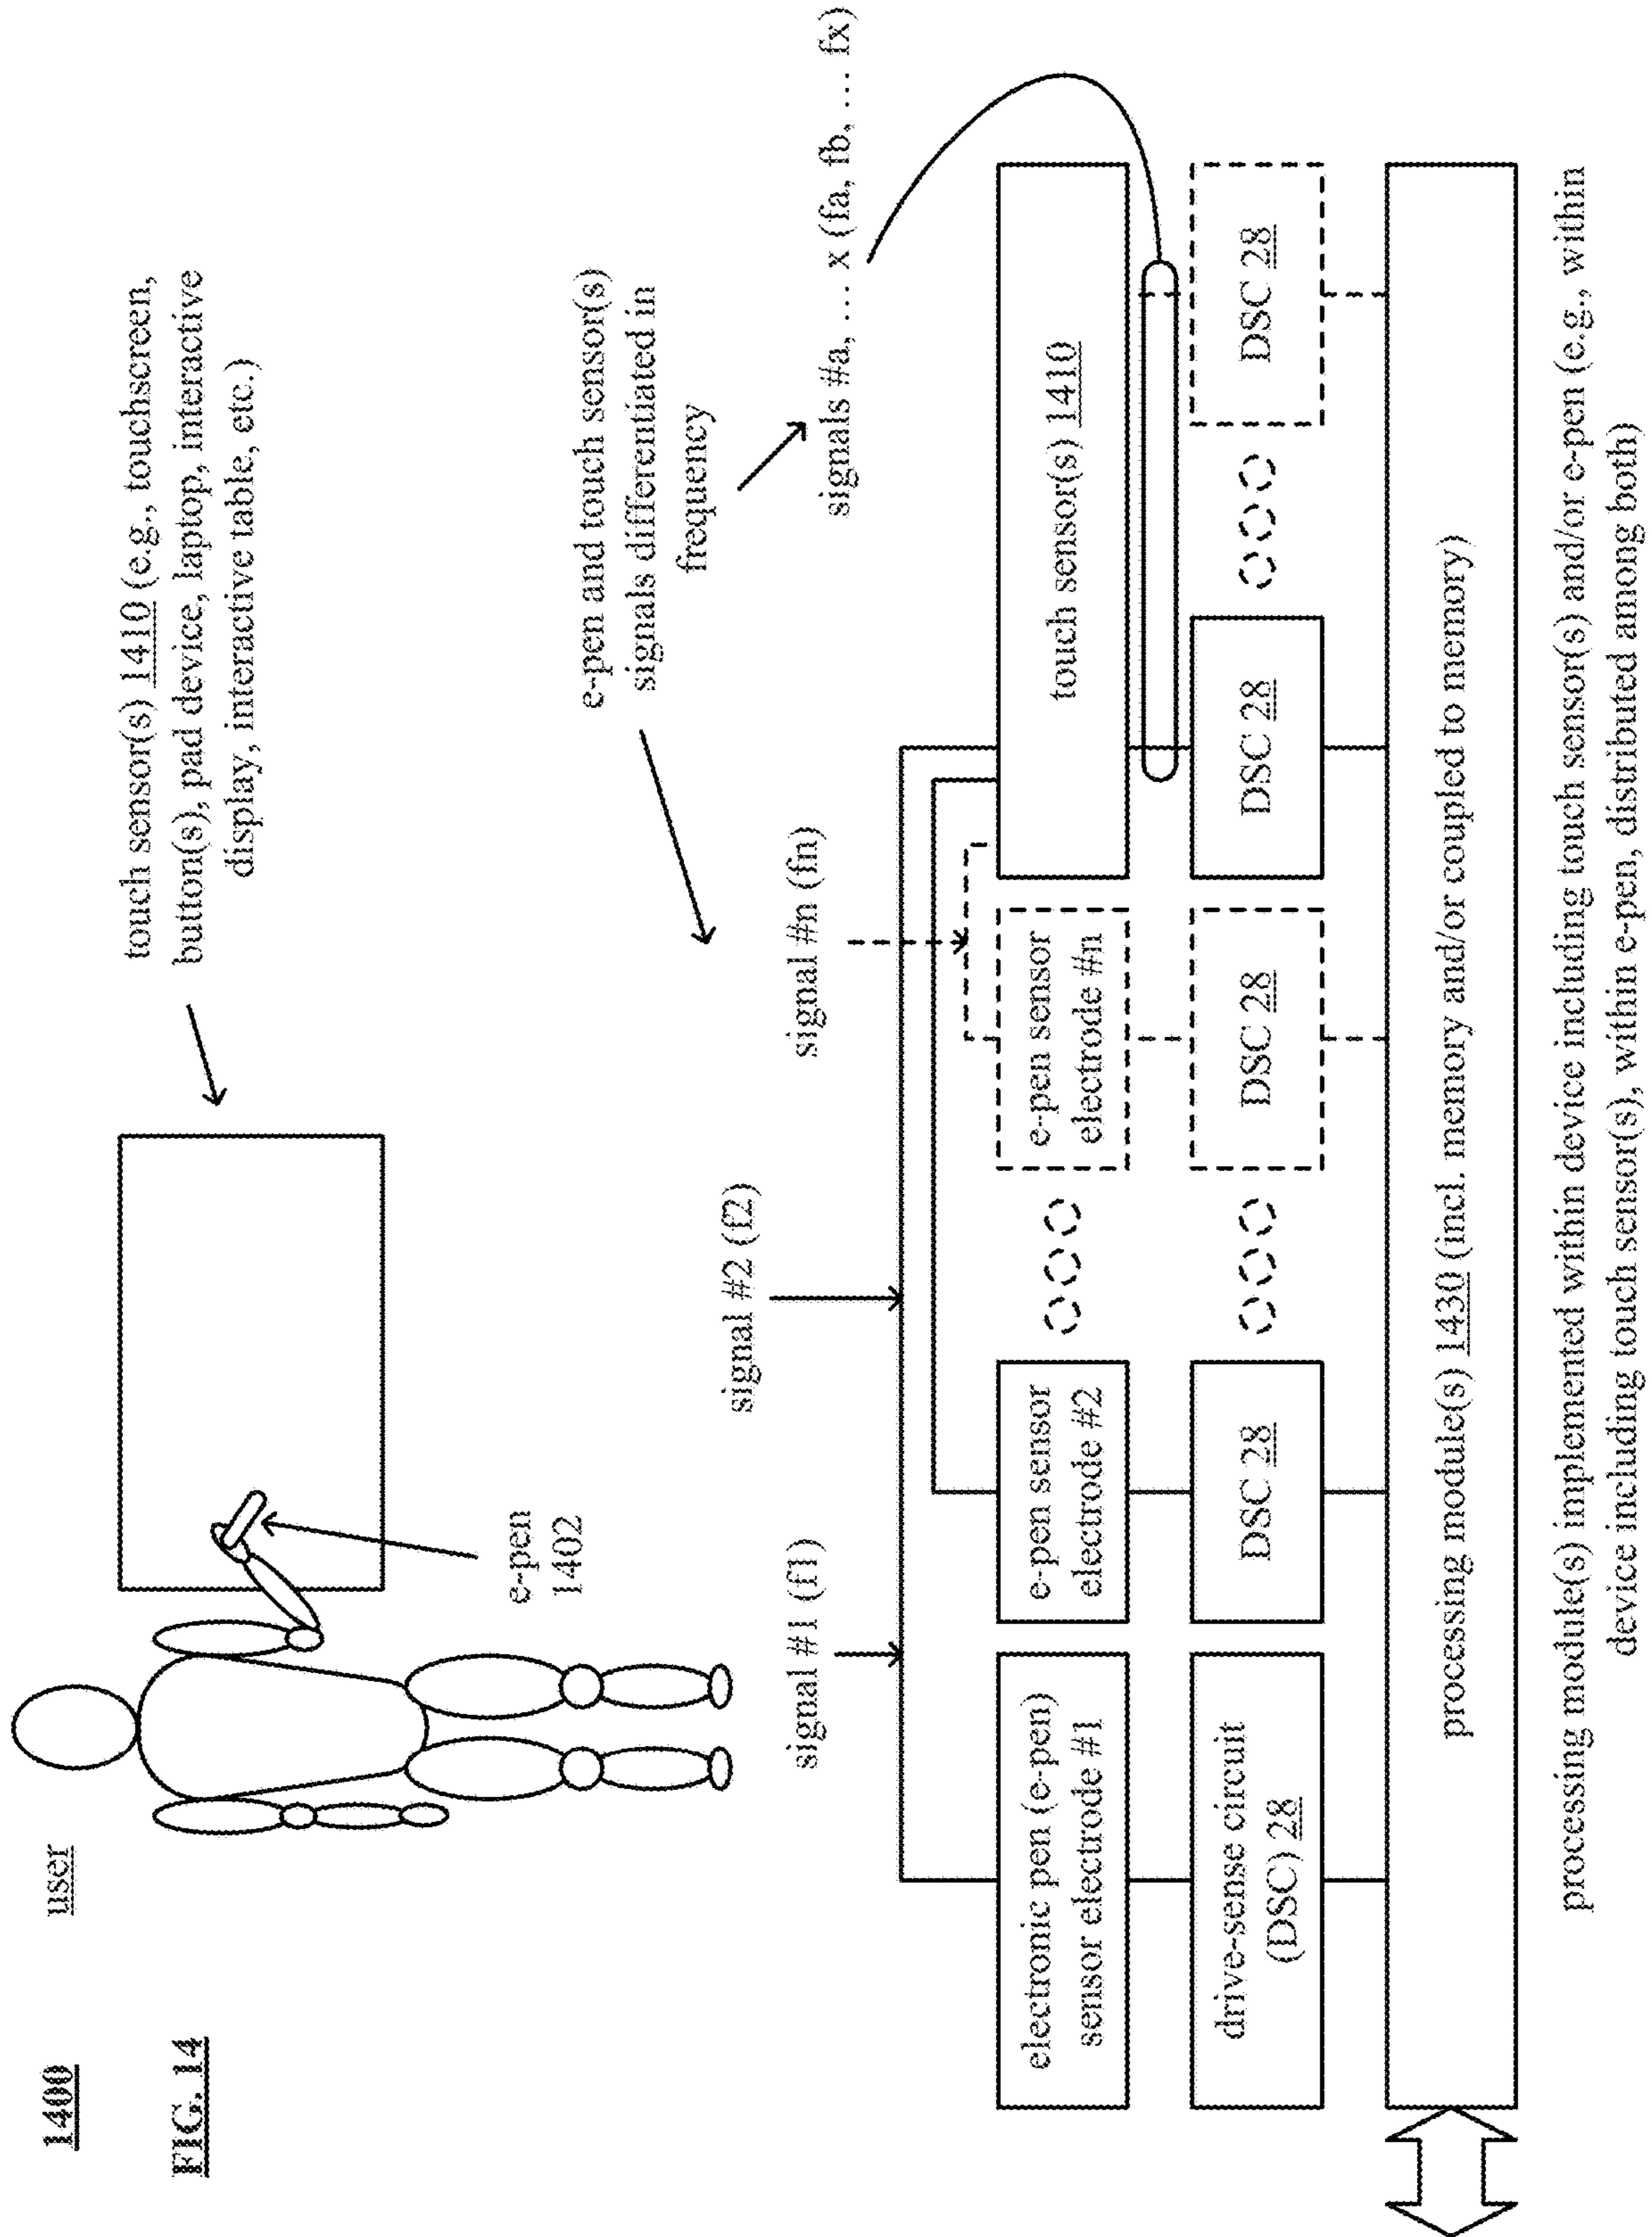 1400
FIG. 14
user
touch sensor(s) 1410 (e.g., touchscreen,
button(s), pad device, laptop, interactive
display, interactive table, etc.)
e-pen
1402
e-pen and touch sensor(s)
signals differentiated in
frequency
signal #1 (f1)
signal #2 (f2)
signal #n (fn)
signals #a, … x (fa, fb, … fx)
electronic pen (e-pen)
sensor electrode #1
e-pen sensor
electrode #2
e-pen sensor
electrode #n
touch sensor(s) 1410
drive-sense circuit
(DSC) 28
DSC 28
DSC 28
DSC 28
DSC 28
processing module(s) 1430 (incl. memory and/or coupled to memory)
processing module(s) implemented within device including touch sensor(s) and/or e-pen (e.g., within
device including touch sensor(s), within e-pen, distributed among both)